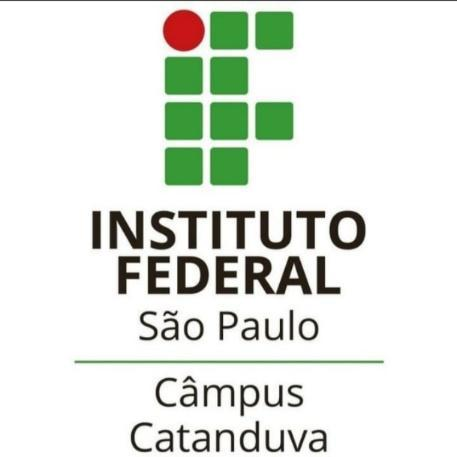 INSTITUTO
FEDERAL
São Paulo
Câmpus
Catanduva